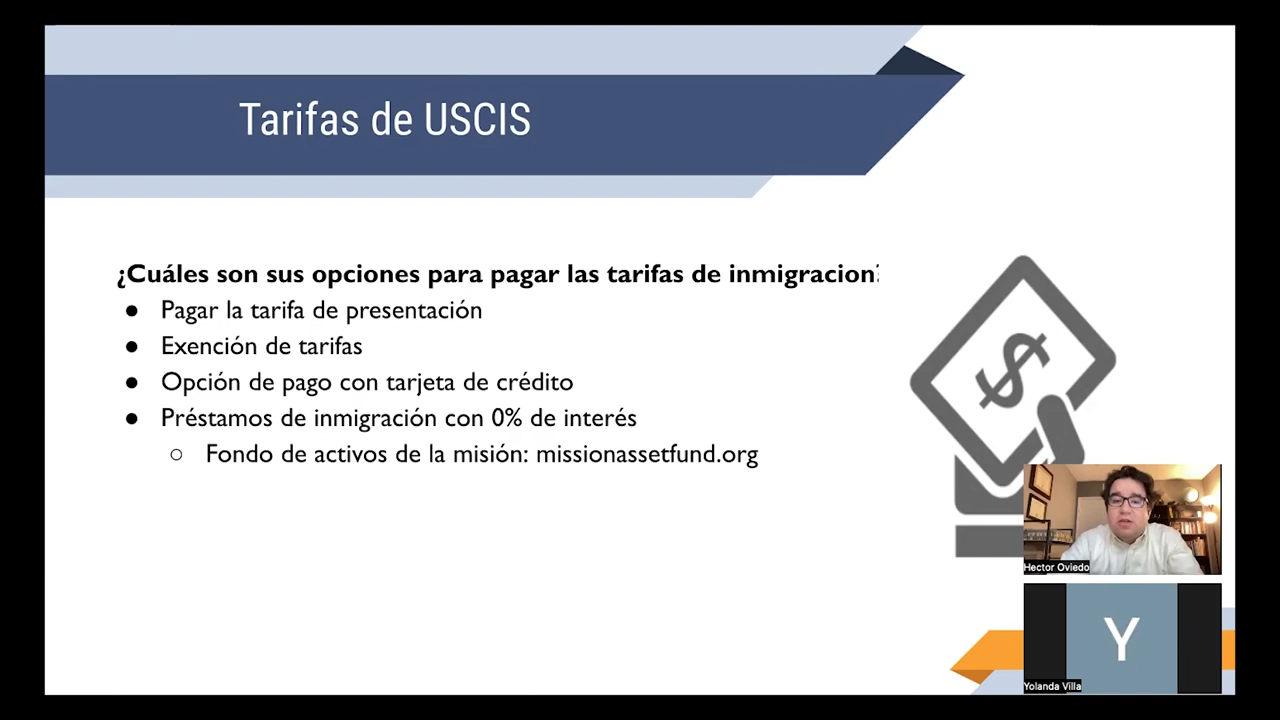 Tarifas de USCIS
¿Cuáles son sus opciones para pagar las tarifas de inmigracion?
● Pagar la tarifa de presentación
● Exención de tarifas
● Opción de pago con tarjeta de crédito
● Préstamos de inmigración con 0% de interés
○ Fondo de activos de la misión: missionassetfund.org
$
Hector Oviedo
Y
Yolanda Villa